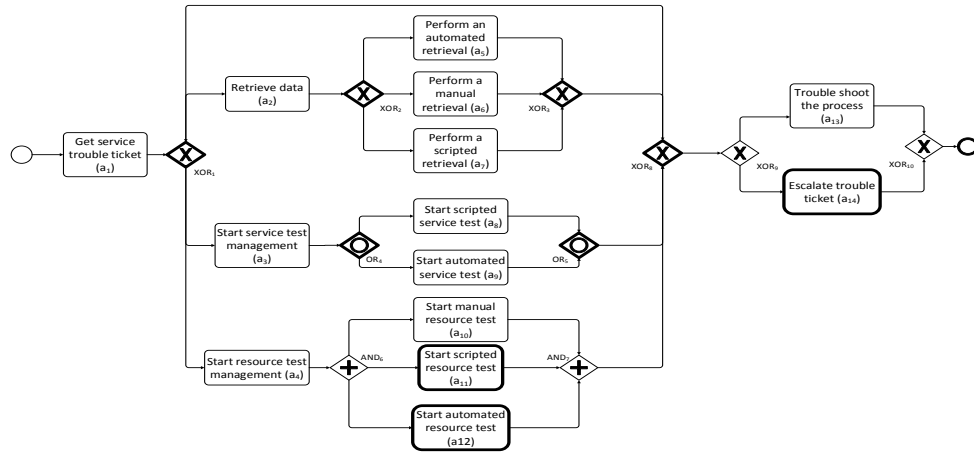 Perform an
automated
retrieval (a₅)
Retrieve data
(a₂)
XOR₂
Perform a
manual
retrieval (a₆)
XOR₃
Perform a
scripted
retrieval (a₇)
Get service
trouble ticket
(a₁)
XOR₁
Start service test
management
(a₃)
OR₄
Start scripted
service test (a₈)
Start automated
service test (a₉)
OR₅
Start resource test
management (a₄)
AND₆
Start manual
resource test
(a₁₀)
Start scripted
resource test
(a₁₁)
Start automated
resource test
(a12)
AND₇
XOR₈
XOR₉
Trouble shoot
the process
(a₁₃)
Escalate trouble
ticket (a₁₄)
XOR₁₀